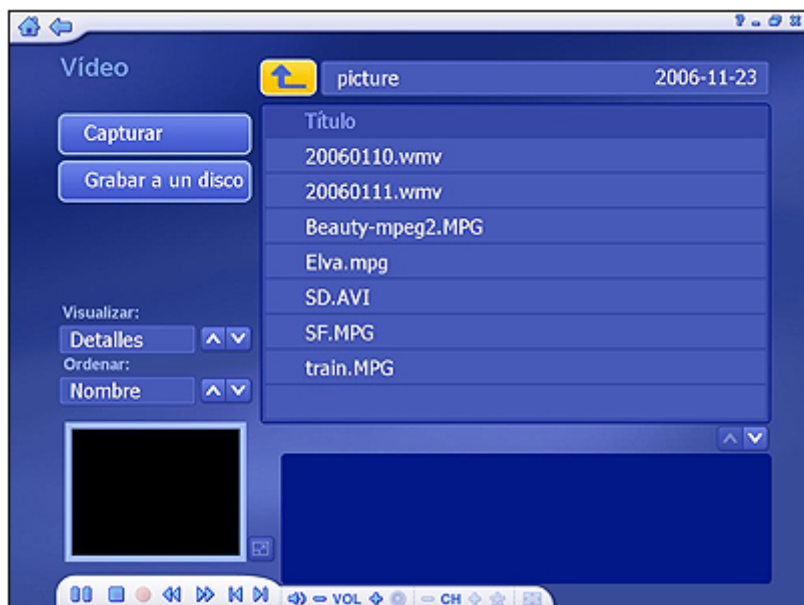 Vídeo
picture 2006-11-23
Capturar
Grabar a un disco
Título
20060110.wmv
20060111.wmv
Beauty-mpeg2.MPG
Elva.mpg
SD.AVI
SF.MPG
train.MPG
Visualizar:
Detalles
Ordenar:
Nombre
VOL
CH